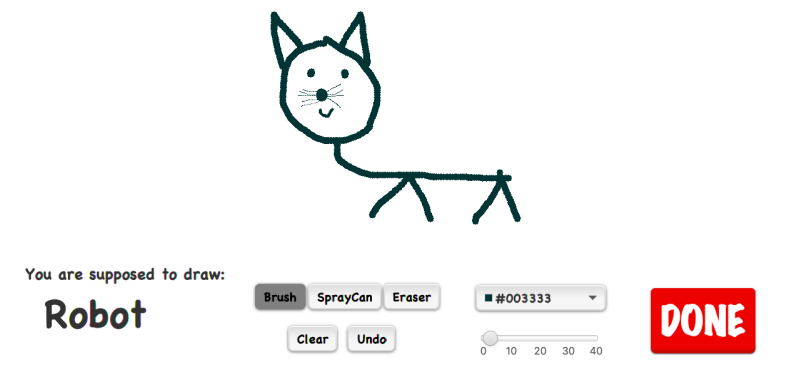 You are supposed to draw:
Robot
Brush SprayCan Eraser
Clear Undo
#003333
0 10 20 30 40
DONE